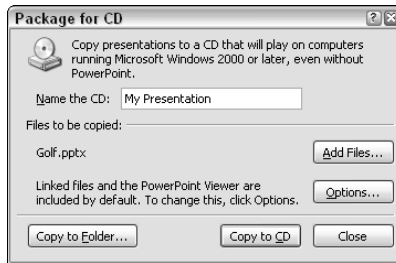 Package for CD
Copy presentations to a CD that will play on computers
running Microsoft Windows 2000 or later, even without
PowerPoint.
Name the CD: My Presentation
Files to be copied:
Golf.pptx Add Files...
Linked files and the PowerPoint Viewer are
included by default. To change this, click Options. Options...
Copy to Folder... Copy to CD Close